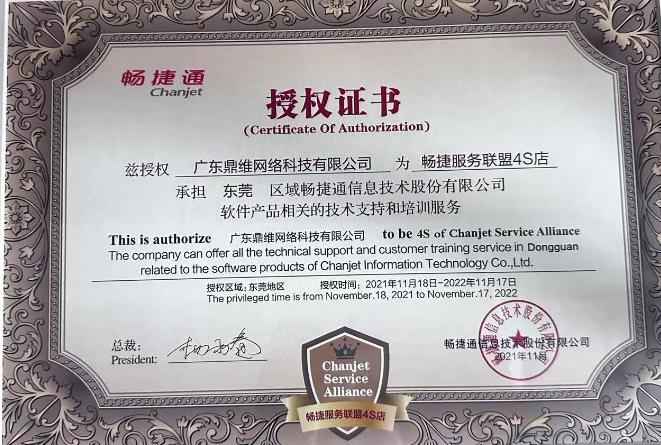 畅捷通
Chanjet
授权证书
(Certificate Of Authorization)
兹授权 广东鼎维网络科技有限公司 为 畅捷服务联盟4S店
承担 东莞 区域畅捷通信息技术股份有限公司
软件产品相关的技术支持和培训服务
This is authorize 广东鼎维网络科技有限公司 to be 4S of Chanjet Service Alliance
The company can offer all the technical support and customer training service in Dongguan
related to the software products of Chanjet Information Technology Co.,Ltd.
授权区域:东莞地区 授权时间: 2021年11月18日~2022年11月17日
The privileged time is from November.18, 2021 to November.17, 2022
总裁:
President:
畅捷通信息技术股份有限公司
2021年11月
Chanjet
Service
Alliance
畅捷服务联盟4S店